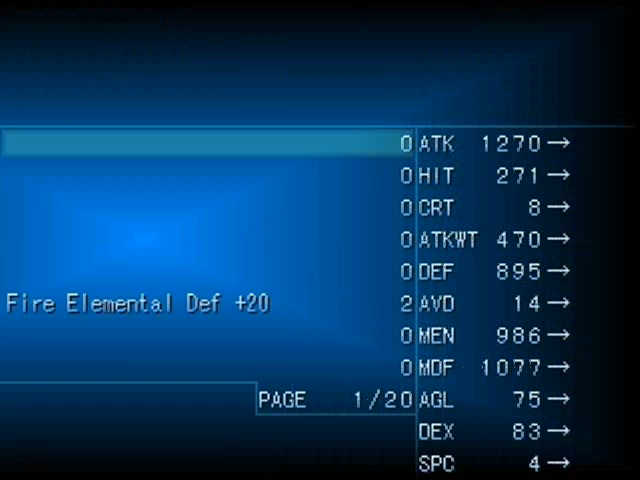 0 ATK 1270→
0 HIT 271→
0 CRT 8→
0 ATKWT 470→
0 DEF 895→
Fire Elemental Def +20 2 AVD 14→
0 MEN 986→
0 MDF 1077→
PAGE 1/20 AGL 75→
DEX 83→
SPC 4→